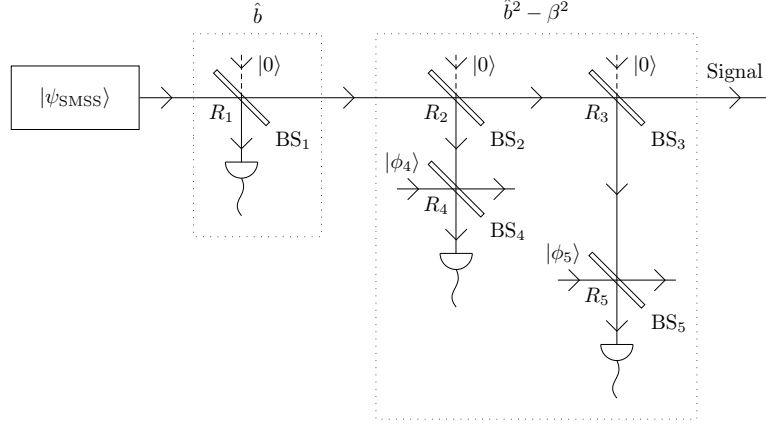 b̂
b̂² − β²
|ψ_SMSS⟩
|0⟩
|0⟩
|0⟩
Signal
R₁
BS₁
R₂
BS₂
R₃
BS₃
|ϕ₄⟩
R₄
BS₄
|ϕ₅⟩
R₅
BS₅